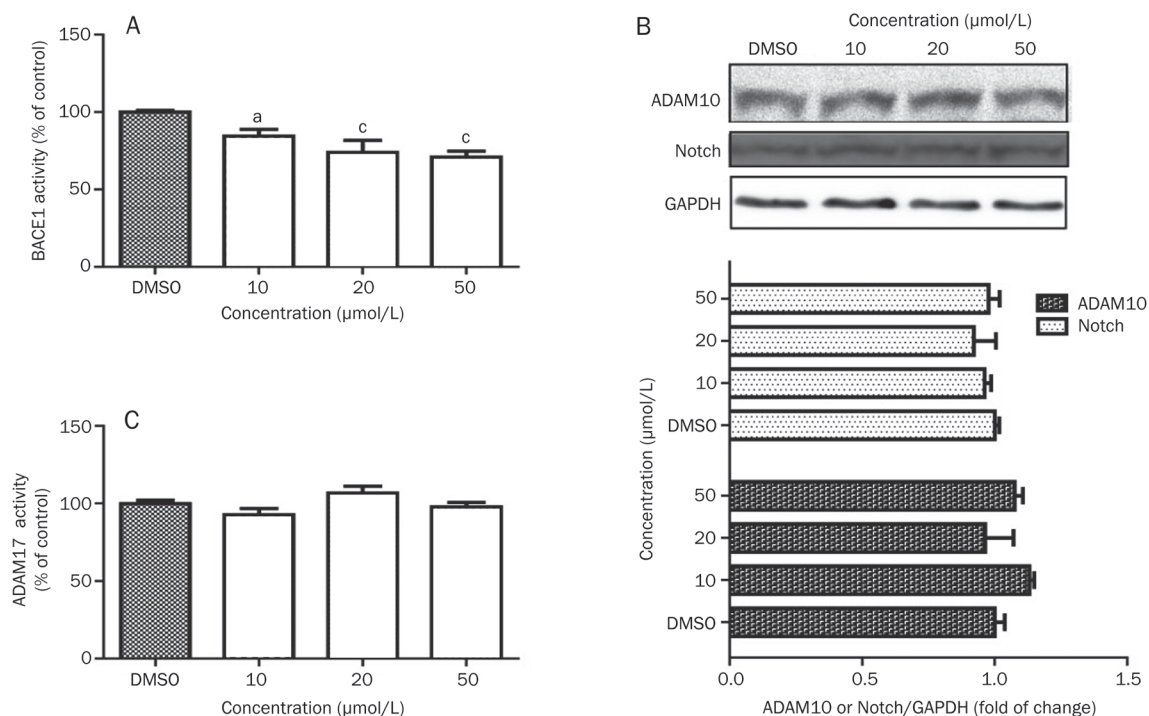 A
BACE1 activity (% of control)
150
100
50
0
a
c
c
DMSO 10 20 50
Concentration (µmol/L)
B
Concentration (µmol/L)
DMSO 10 20 50
ADAM10
Notch
GAPDH
ADAM10
Notch
Concentration (µmol/L)
50
20
10
DMSO
50
20
10
DMSO
0.0 0.5 1.0 1.5
ADAM10 or Notch/GAPDH (fold of change)
C
ADAM17 activity
(% of control)
150
100
50
0
DMSO 10 20 50
Concentration (µmol/L)